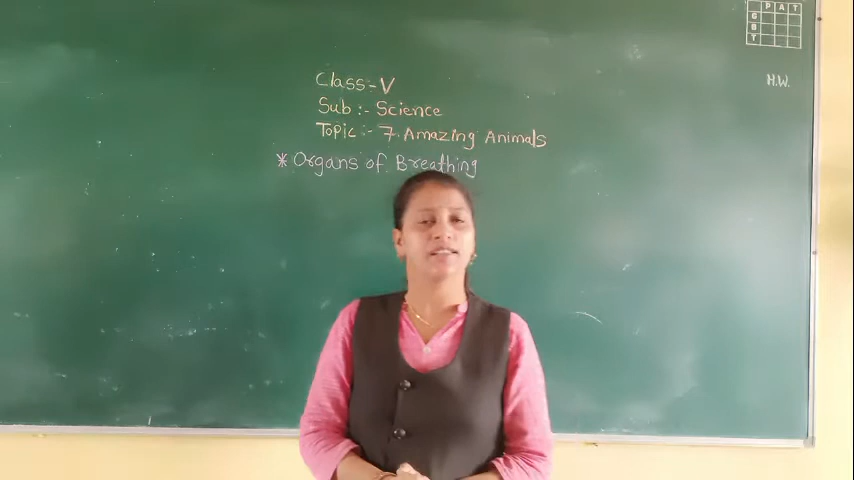 P A T
G
B
T
H.W.
Class:- V
Sub :- Science
Topic :- 7. Amazing Animals
* Organs of Breathing